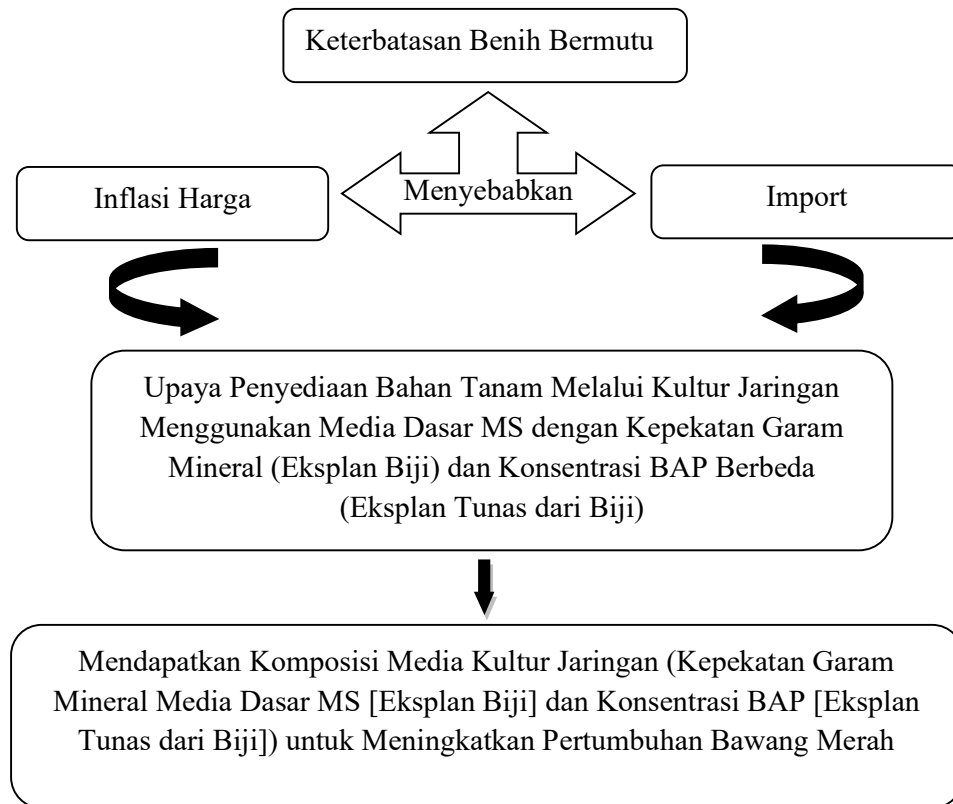 Keterbatasan Benih Bermutu
Inflasi Harga
Menyebabkan
Import
Upaya Penyediaan Bahan Tanam Melalui Kultur Jaringan
Menggunakan Media Dasar MS dengan Kepekatan Garam
Mineral (Eksplan Biji) dan Konsentrasi BAP Berbeda
(Eksplan Tunas dari Biji)
Mendapatkan Komposisi Media Kultur Jaringan (Kepekatan Garam
Mineral Media Dasar MS [Eksplan Biji] dan Konsentrasi BAP [Eksplan
Tunas dari Biji]) untuk Meningkatkan Pertumbuhan Bawang Merah